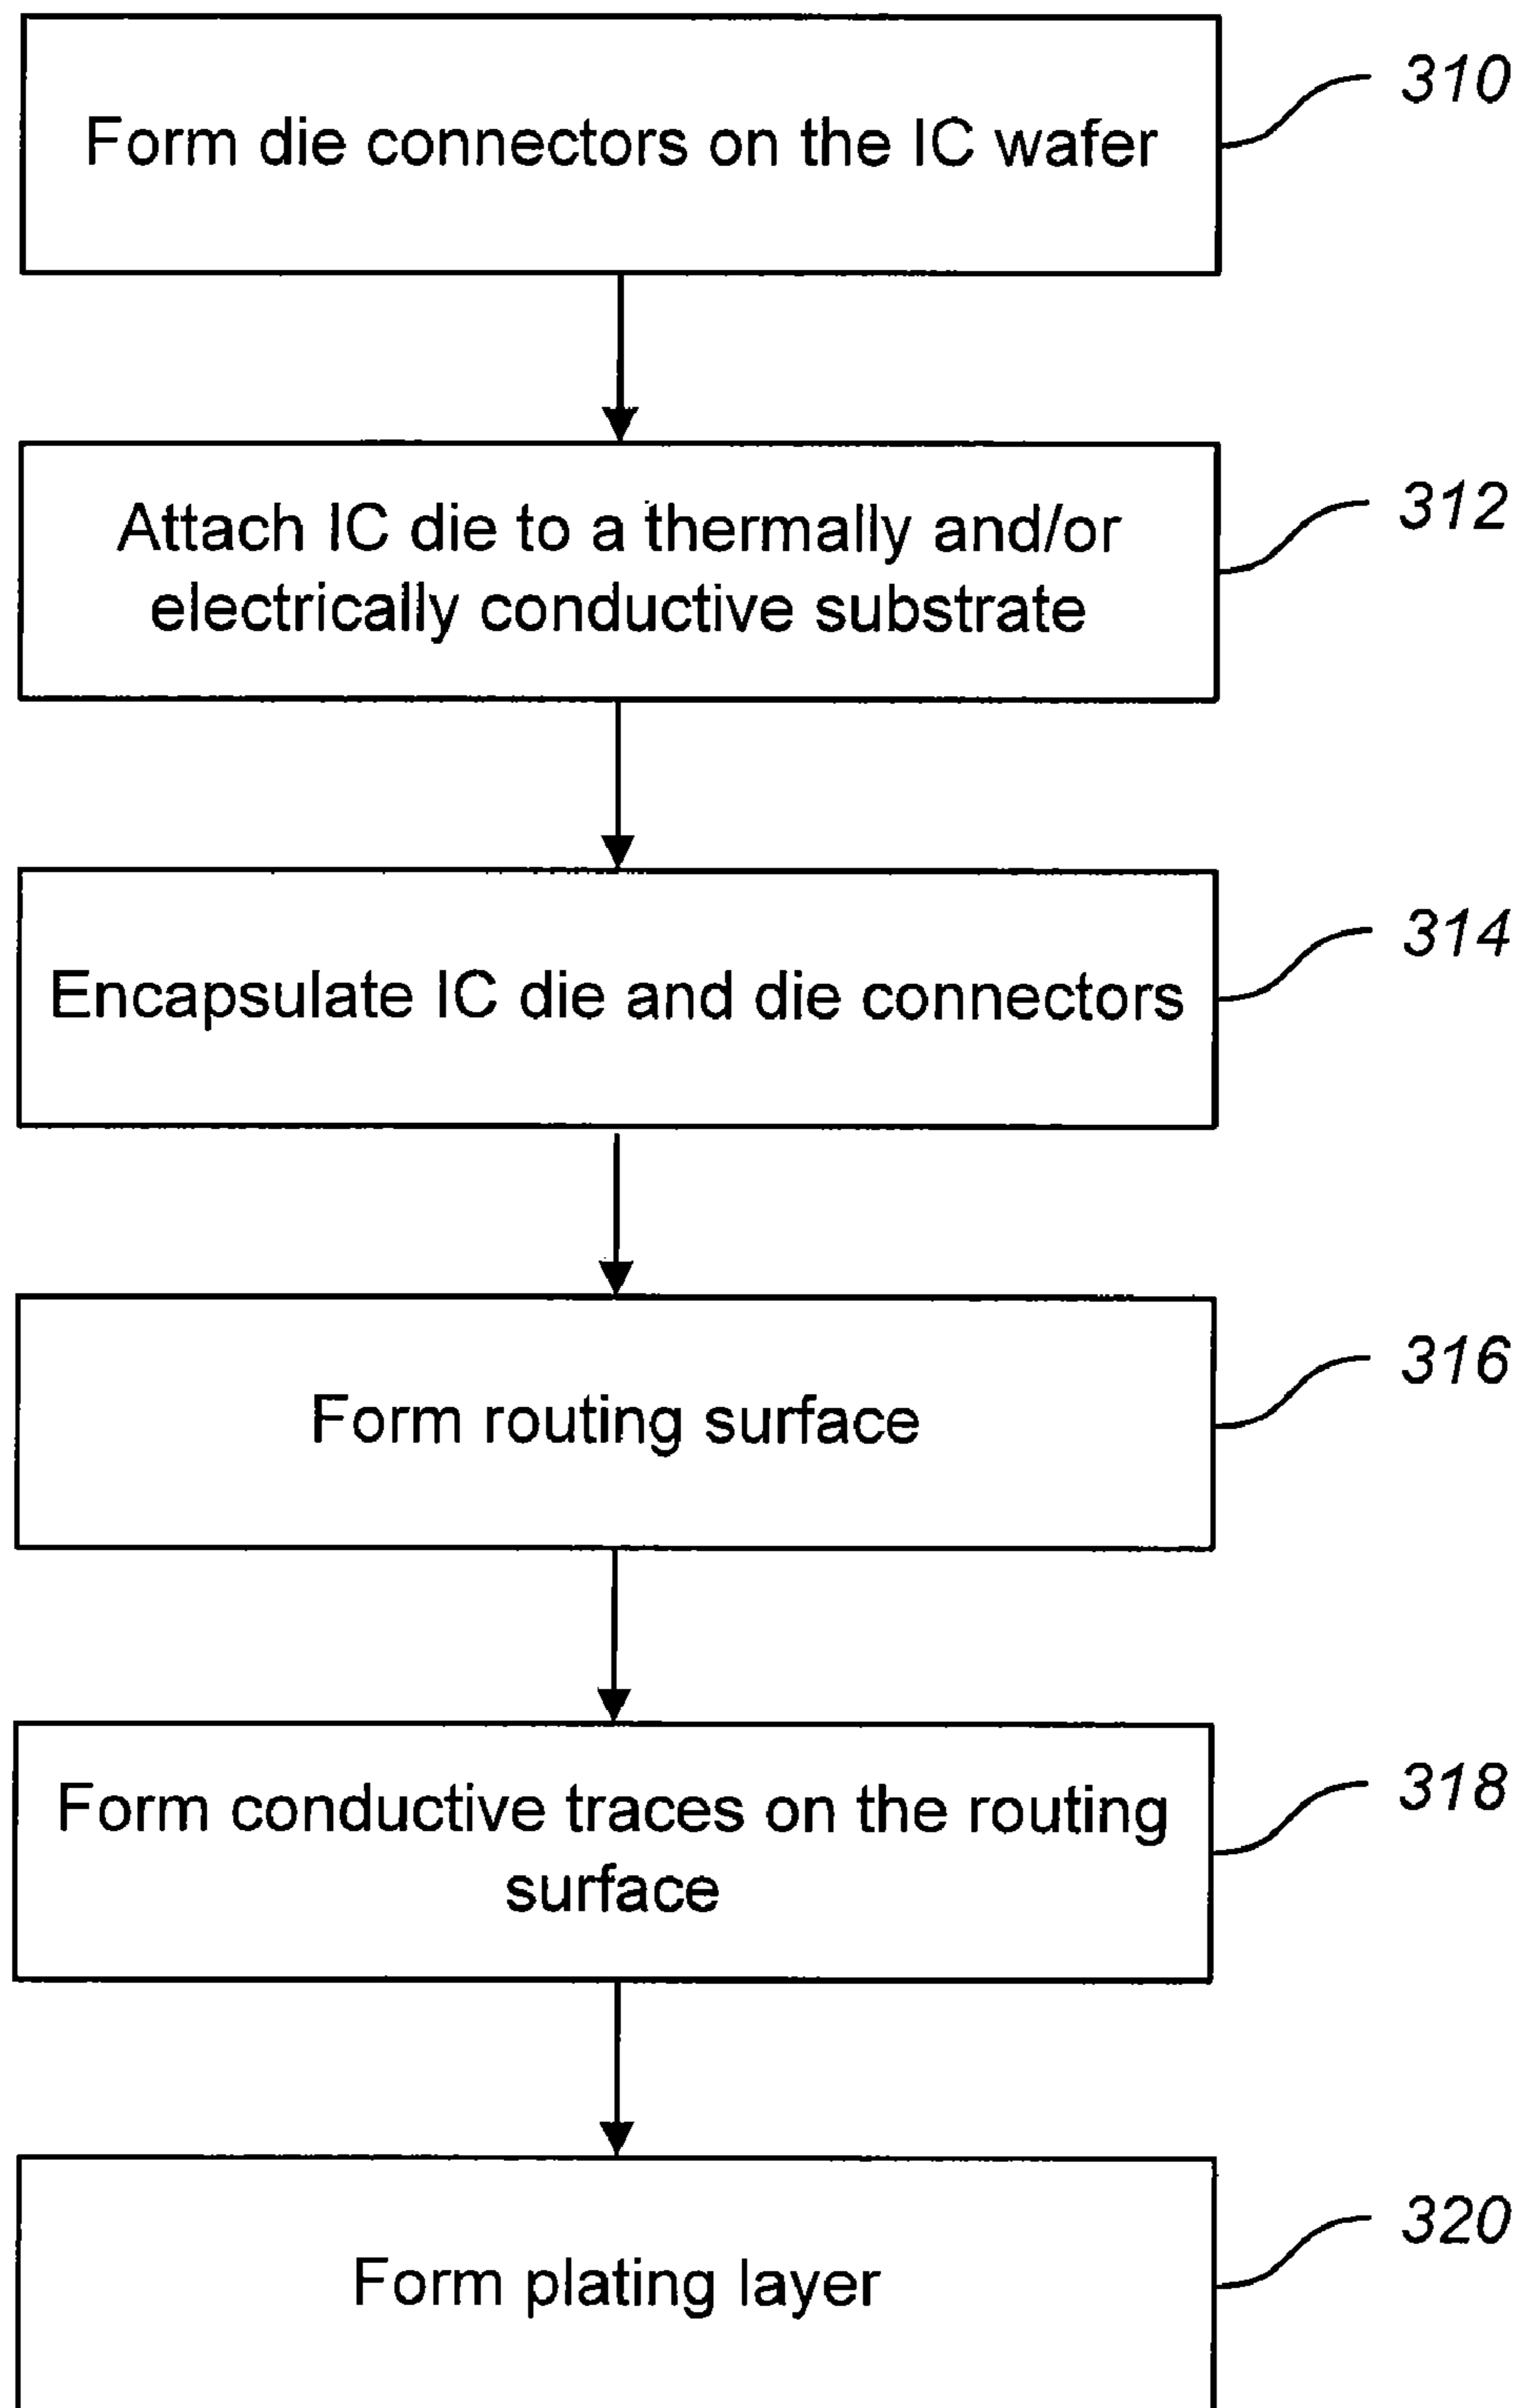 Form die connectors on the IC wafer
310
Attach IC die to a thermally and/or
electrically conductive substrate
312
Encapsulate IC die and die connectors
314
Form routing surface
316
Form conductive traces on the routing
surface
318
Form plating layer
320